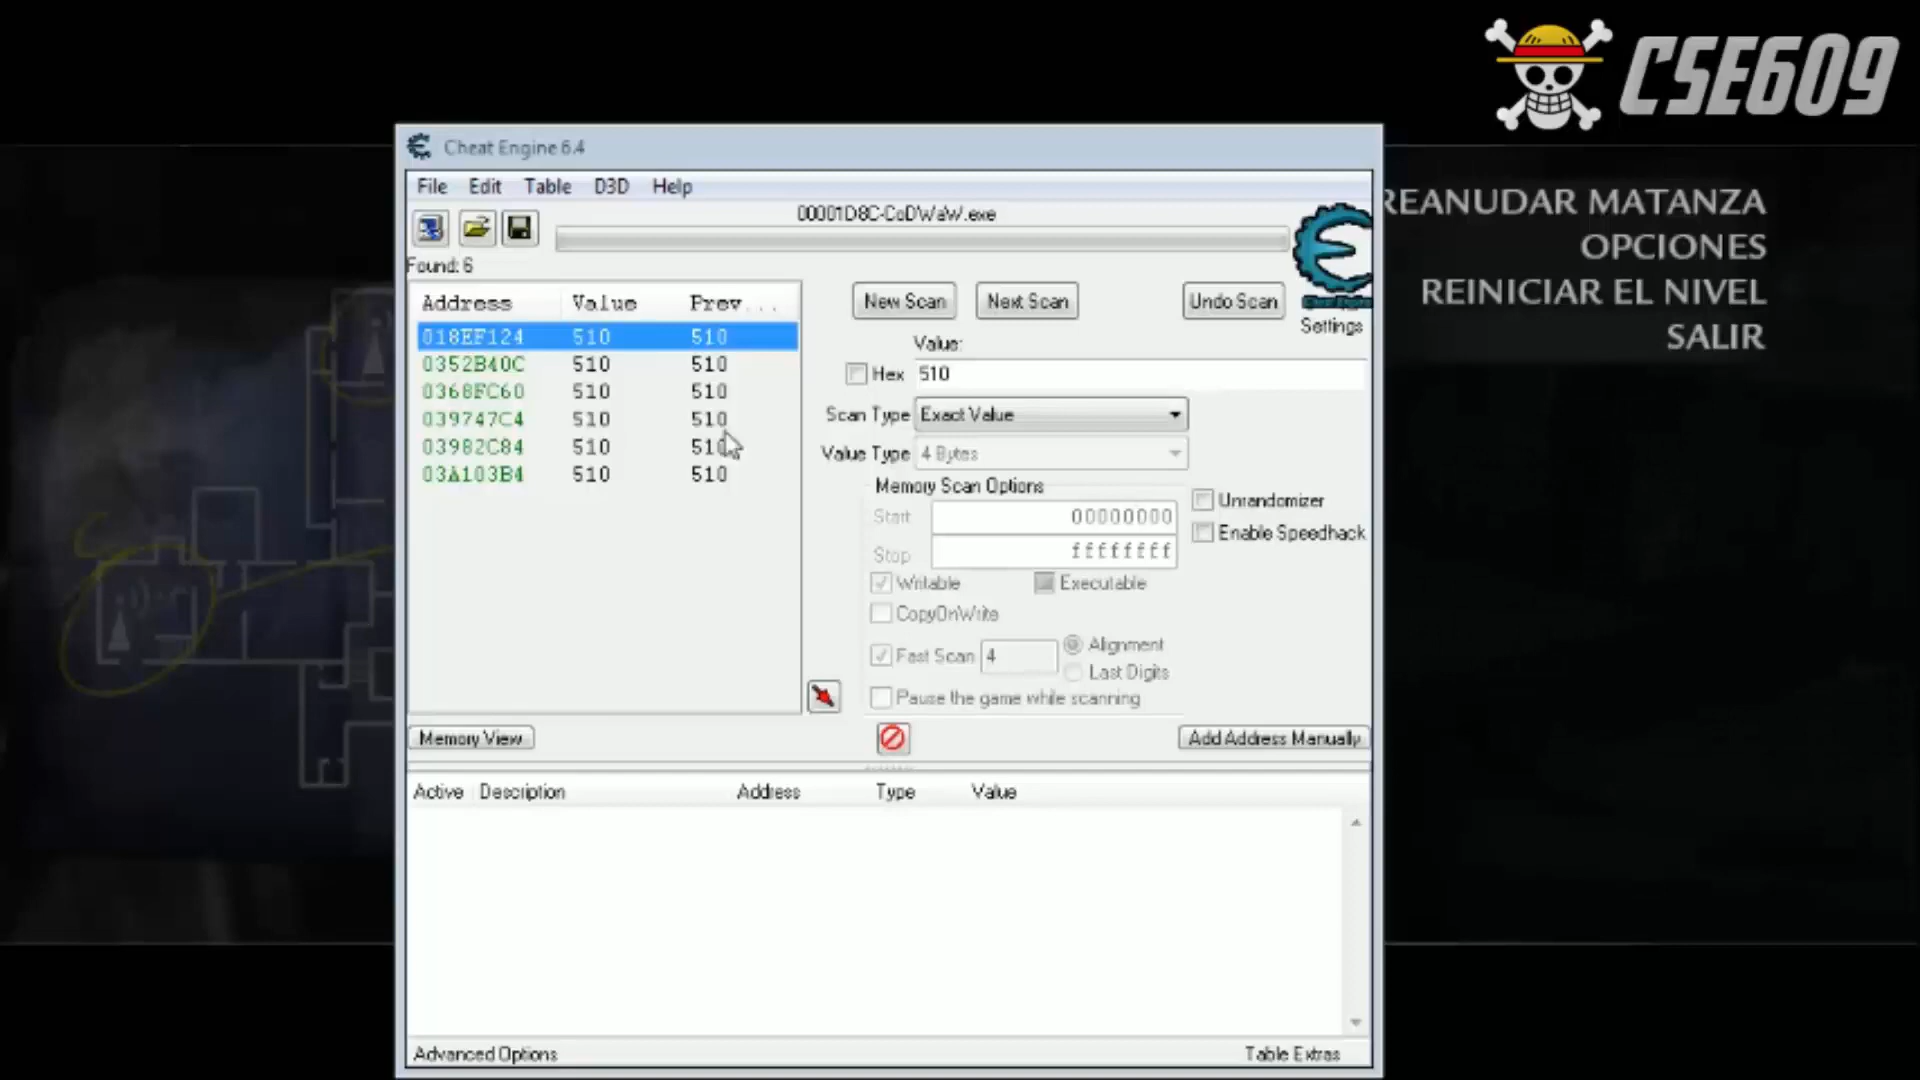 CSE609
Cheat Engine 6.4
File Edit Table D3D Help
00001D8C-CoDWaW.exe
REANUDAR MATANZA
OPCIONES
REINICIAR EL NIVEL
SALIR
Found: 6
Address Value Prev...
018EF124 510 510
0352B40C 510 510
0368FC60 510 510
039747C4 510 510
03982C84 510 510
03A103B4 510 510
New Scan Next Scan Undo Scan
Cheat Engine
Settings
Value:
Hex 510
Scan Type Exact Value
Value Type 4 Bytes
Memory Scan Options
Start 00000000
Stop ffffffff
Unrandomizer
Enable Speedhack
Writable Executable
CopyOnWrite
Fast Scan 4 Alignment
Last Digits
Pause the game while scanning
Memory View Add Address Manually
Active Description Address Type Value
Advanced Options Table Extras